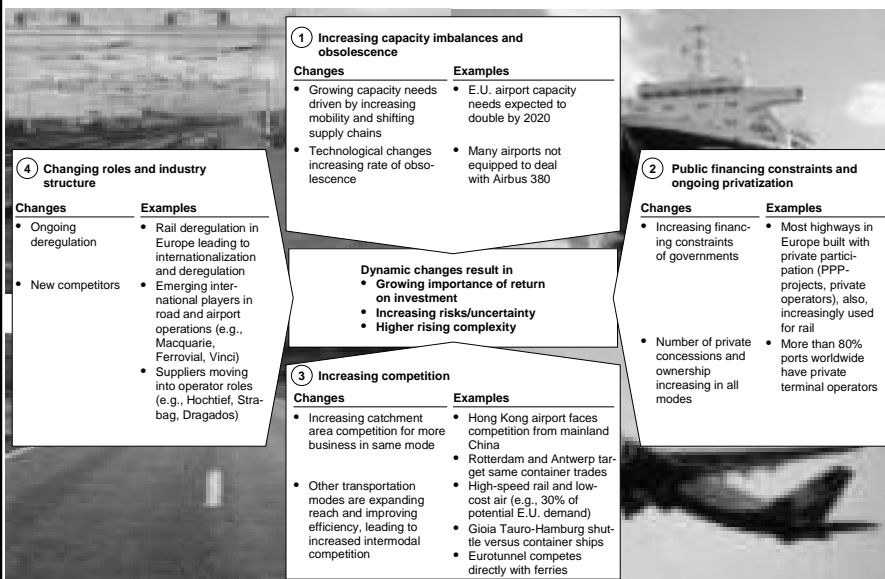 1 Increasing capacity imbalances and
obsolescence
Changes
Examples
• Growing capacity needs
driven by increasing
mobility and shifting
supply chains
• E.U. airport capacity
needs expected to
double by 2020
• Technological changes
increasing rate of obso-
lescence
• Many airports not
equipped to deal
with Airbus 380
4 Changing roles and industry
structure
Changes
Examples
• Ongoing
deregulation
• Rail deregulation in
Europe leading to
internationalization
and deregulation
• New competitors
• Emerging inter-
national players in
road and airport
operations (e.g.,
Macquarie,
Ferrovial, Vinci)
• Suppliers moving
into operator roles
(e.g., Hochtief, Stra-
bag, Dragados)
Dynamic changes result in
• Growing importance of return
on investment
• Increasing risks/uncertainty
• Higher rising complexity
2 Public financing constraints and
ongoing privatization
Changes
Examples
• Increasing financ-
ing constraints
of governments
• Most highways in
Europe built with
private partici-
pation (PPP-
projects, private
operators), also,
increasingly used
for rail
• Number of private
concessions and
ownership
increasing in all
modes
• More than 80%
ports worldwide
have private
terminal operators
3 Increasing competition
Changes
Examples
• Increasing catchment
area competition for more
business in same mode
• Hong Kong airport faces
competition from mainland
China
• Rotterdam and Antwerp tar-
get same container trades
• Other transportation
modes are expanding
reach and improving
efficiency, leading to
increased intermodal
competition
• High-speed rail and low-
cost air (e.g., 30% of
potential E.U. demand)
• Gioia Tauro-Hamburg shut-
tle versus container ships
• Eurotunnel competes
directly with ferries